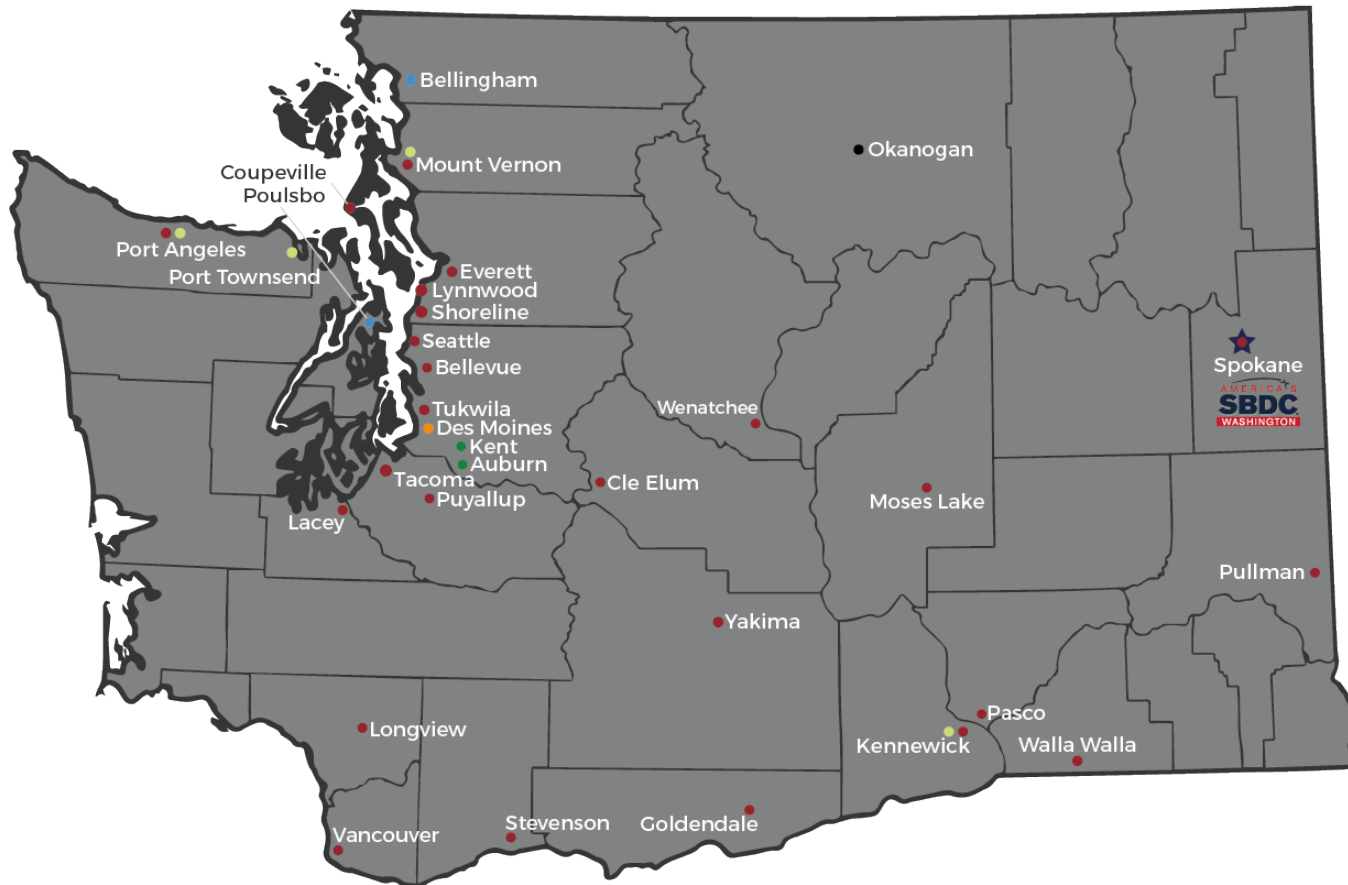 Bellingham
Okanogan
Mount Vernon
Coupeville
Poulsbo
Port Angeles
Port Townsend
Everett
Lynnwood
Shoreline
Seattle
Bellevue
Spokane
AMERICA'S
SBDC
WASHINGTON
Tukwila
Wenatchee
Des Moines
Kent
Auburn
Tacoma
Cle Elum
Puyallup
Moses Lake
Lacey
Pullman
Yakima
Pasco
Longview
Kennewick
Walla Walla
Stevenson
Goldendale
Vancouver